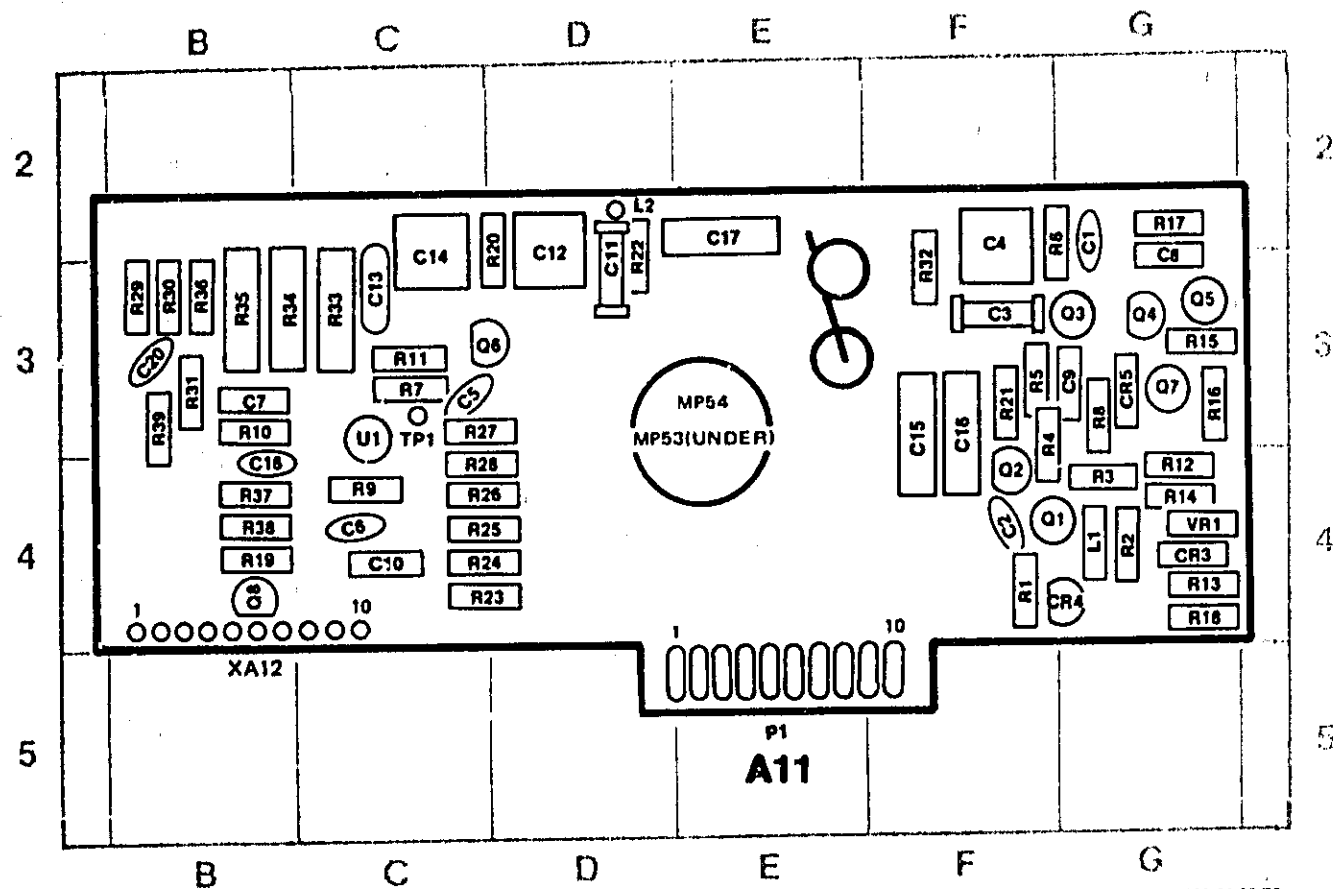 B C D E F G
2 2
L2
R17
C14 R20 C12 C11 R22 C17 R32 C4 R6 C1 C8
R29 R30 R36 R35 R34 R33 C13
C3 Q3 Q4 Q5
C20 R11 Q6 R15
3 3
R31 R7 C5 R5 C9 CR5 Q7
C7 MP54 R21 R8 R16
R39 R10 U1 TP1 R27 MP53(UNDER) C15 C16 R4
C18 R28 Q2 R12
R37 R9 R26 R3 R14
R38 C6 R25 C2 Q1 L1 R2 VR1
4 4
R19 C10 R24 CR3
Q8 R23 R1 CR4 R13
1 10 1 10 R18
XA12
P1
5 5
A11
B C D E F G